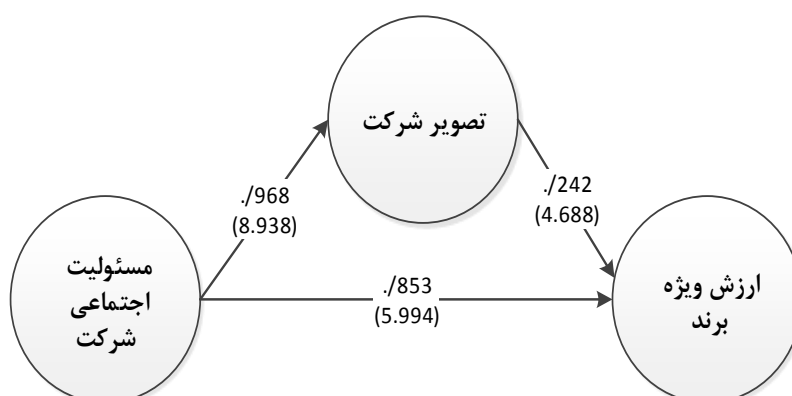 تصویر شرکت
./968
(8.938)
./242
(4.688)
مسئولیت
اجتماعی
شرکت
./853
(5.994)
ارزش ویژه
برند